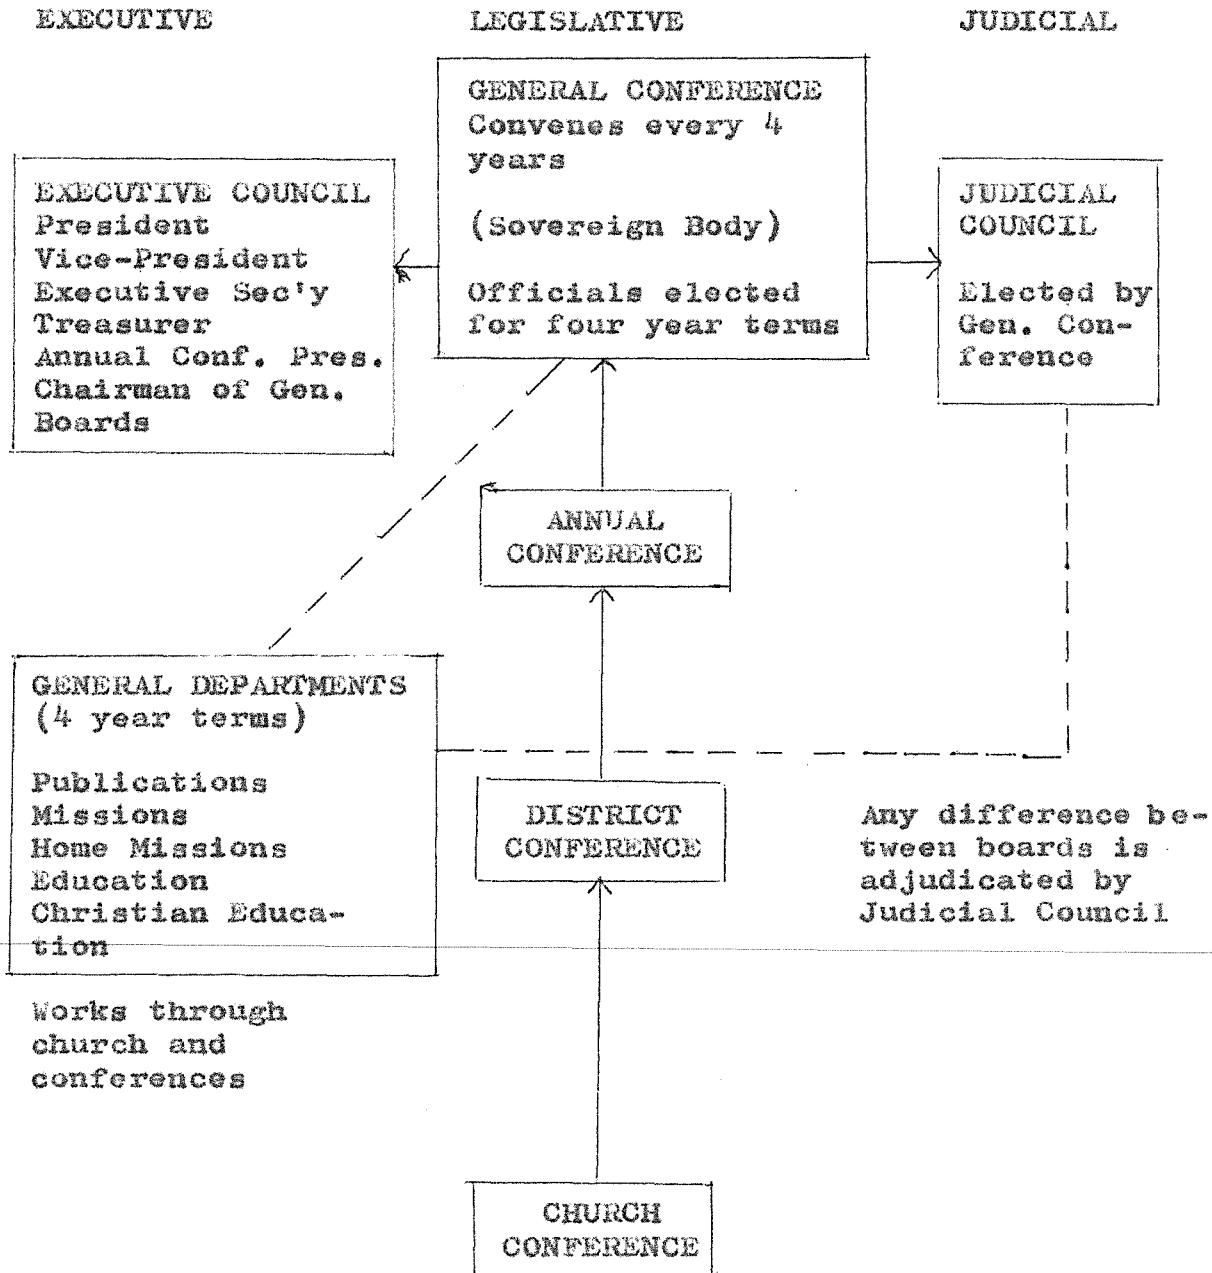 EXECUTIVE
LEGISLATIVE
JUDICIAL
GENERAL CONFERENCE
Convenes every 4
years
(Sovereign Body)
Officials elected
for four year terms
EXECUTIVE COUNCIL
President
Vice-President
Executive Sec'y
Treasurer
Annual Conf. Pres.
Chairman of Gen.
Boards
JUDICIAL
COUNCIL
Elected by
Gen. Con-
ference
ANNUAL
CONFERENCE
GENERAL DEPARTMENTS
(4 year terms)
Publications
Missions
Home Missions
Education
Christian Educa-
tion
Works through
church and
conferences
DISTRICT
CONFERENCE
Any difference be-
tween boards is
adjudicated by
Judicial Council
CHURCH
CONFERENCE